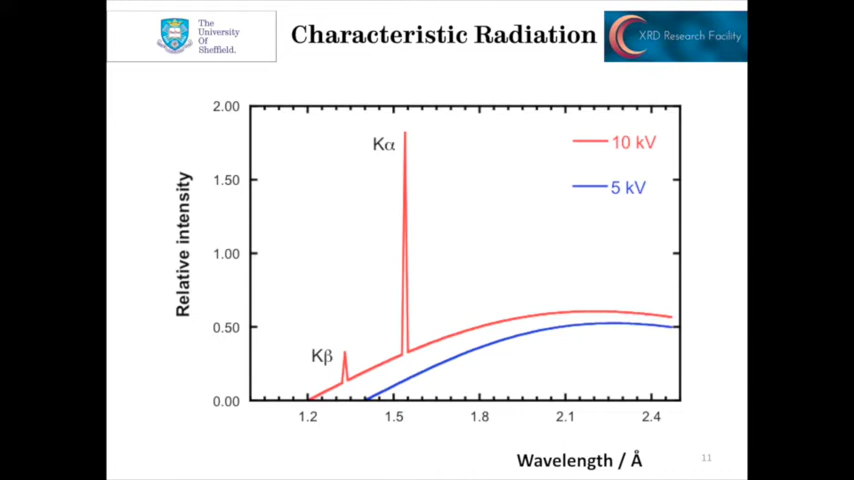 The
University
Of
Sheffield.
Characteristic Radiation
XRD Research Facility
2.00
1.50
1.00
0.50
0.00
Relative intensity
Kα
Kβ
10 kV
5 kV
1.2 1.5 1.8 2.1 2.4
Wavelength / Å
11